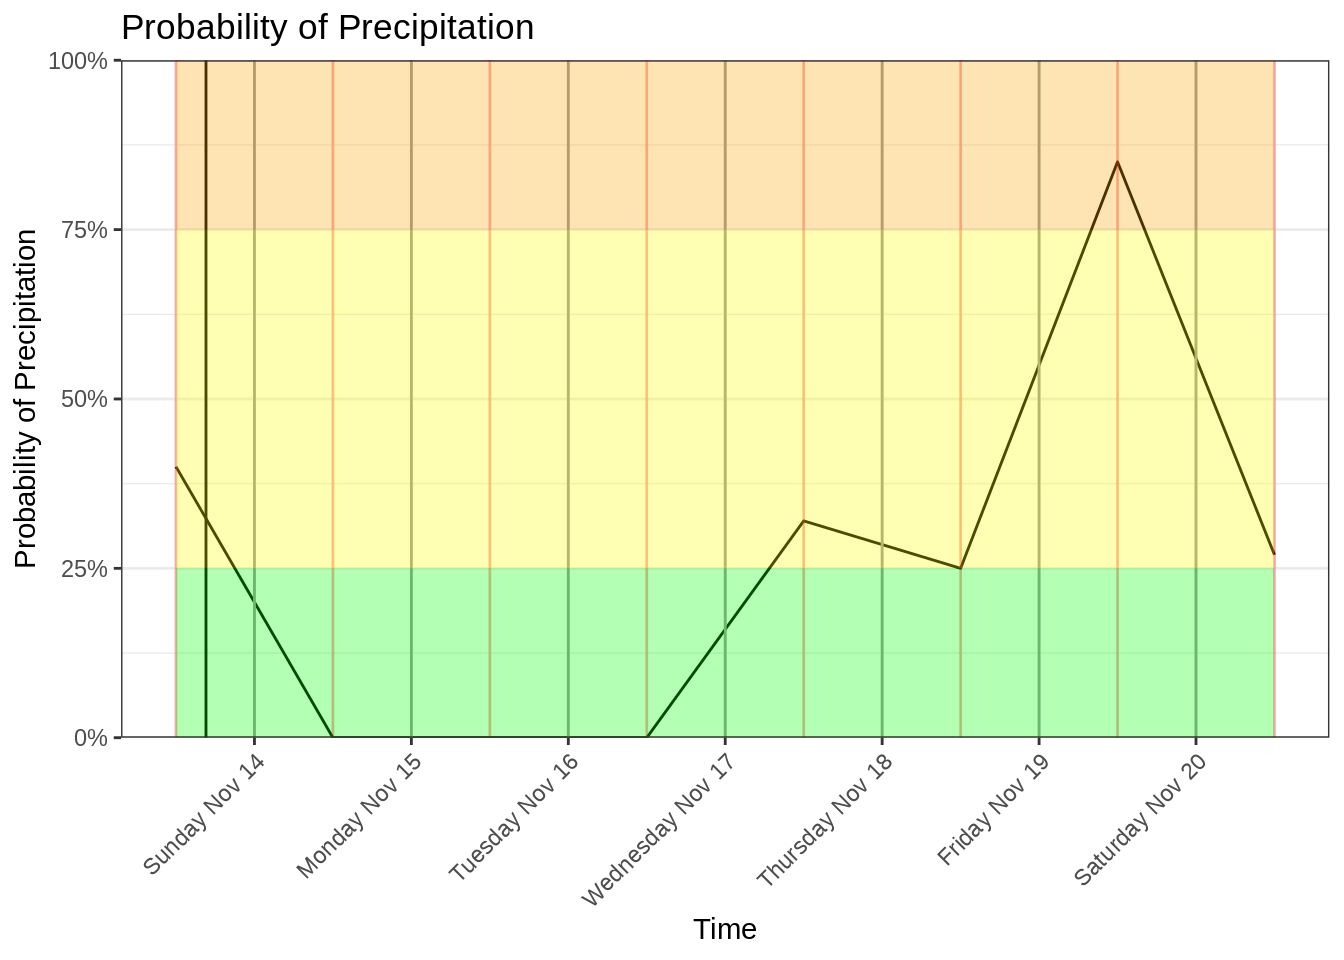 Probability of Precipitation
Probability of Precipitation
100%
75%
50%
25%
0%
Sunday Nov 14
Monday Nov 15
Tuesday Nov 16
Wednesday Nov 17
Thursday Nov 18
Friday Nov 19
Saturday Nov 20
Time